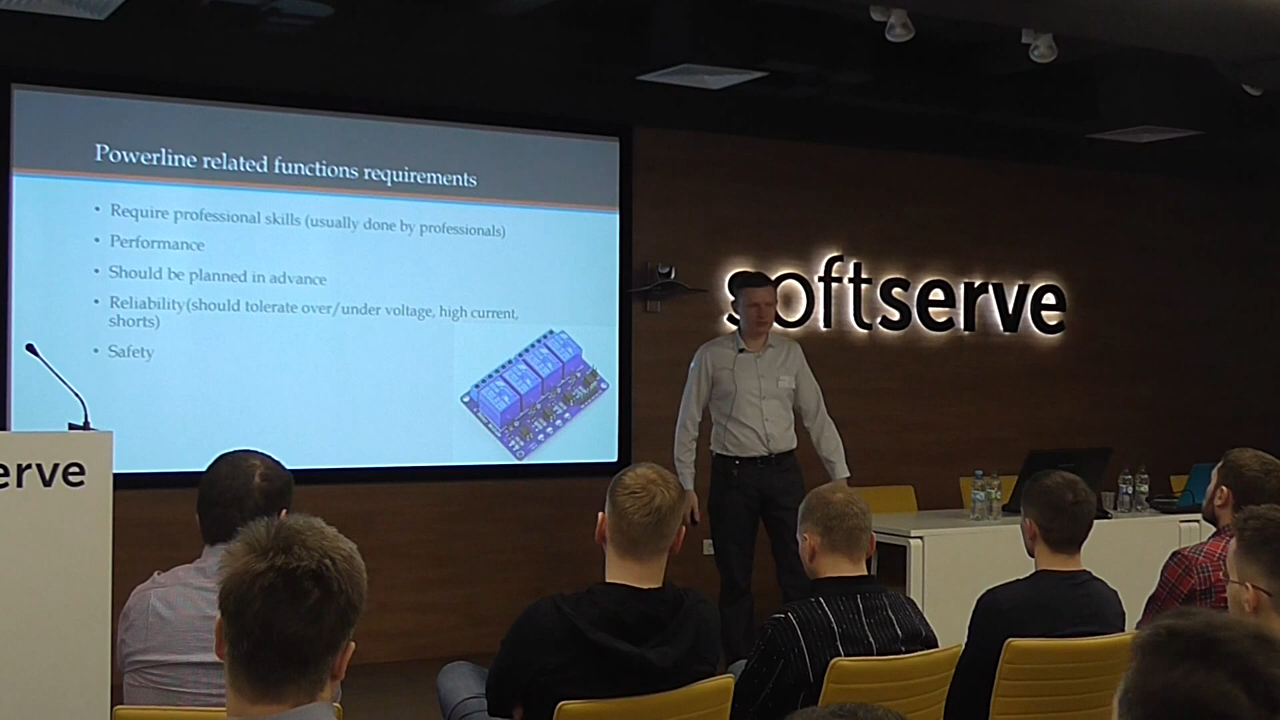 Powerline related functions requirements
• Require professional skills (usually done by professionals)
• Performance
• Should be planned in advance
• Reliability(should tolerate over/under voltage, high current,
shorts)
• Safety
softserve
erve